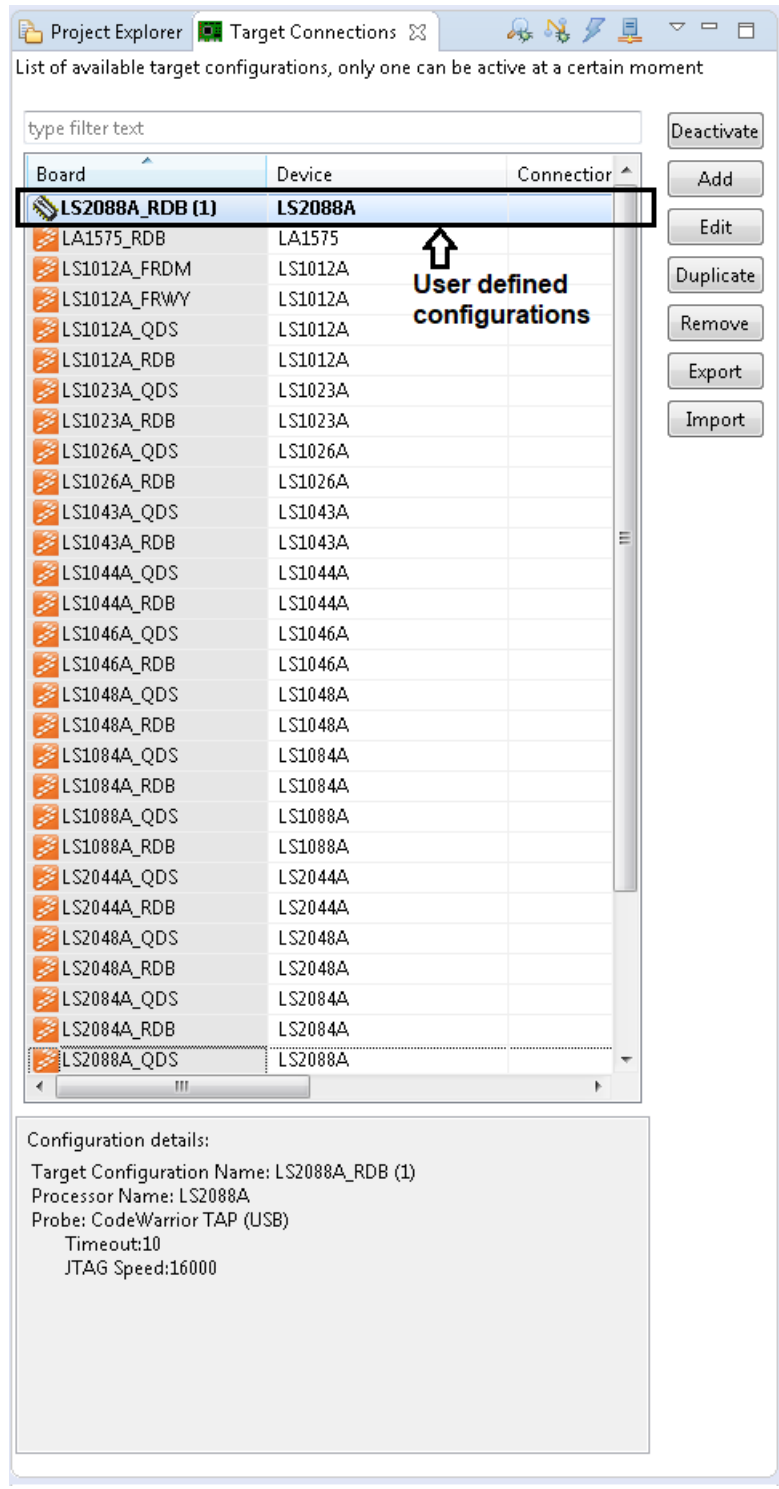 Project Explorer Target Connections
List of available target configurations, only one can be active at a certain moment
type filter text
Deactivate
Board Device Connection
Add
LS2088A_RDB (1) LS2088A
LA1575_RDB LA1575
Edit
LS1012A_FRDM LS1012A
User defined
configurations
Duplicate
LS1012A_FRWY LS1012A
LS1012A_QDS LS1012A
Remove
LS1012A_RDB LS1012A
Export
LS1023A_QDS LS1023A
LS1023A_RDB LS1023A
Import
LS1026A_QDS LS1026A
LS1026A_RDB LS1026A
LS1043A_QDS LS1043A
LS1043A_RDB LS1043A
LS1044A_QDS LS1044A
LS1044A_RDB LS1044A
LS1046A_QDS LS1046A
LS1046A_RDB LS1046A
LS1048A_QDS LS1048A
LS1048A_RDB LS1048A
LS1084A_QDS LS1084A
LS1084A_RDB LS1084A
LS1088A_QDS LS1088A
LS1088A_RDB LS1088A
LS2044A_QDS LS2044A
LS2044A_RDB LS2044A
LS2048A_QDS LS2048A
LS2048A_RDB LS2048A
LS2084A_QDS LS2084A
LS2084A_RDB LS2084A
LS2088A_QDS LS2088A
Configuration details:
Target Configuration Name: LS2088A_RDB (1)
Processor Name: LS2088A
Probe: CodeWarrior TAP (USB)
Timeout:10
JTAG Speed:16000